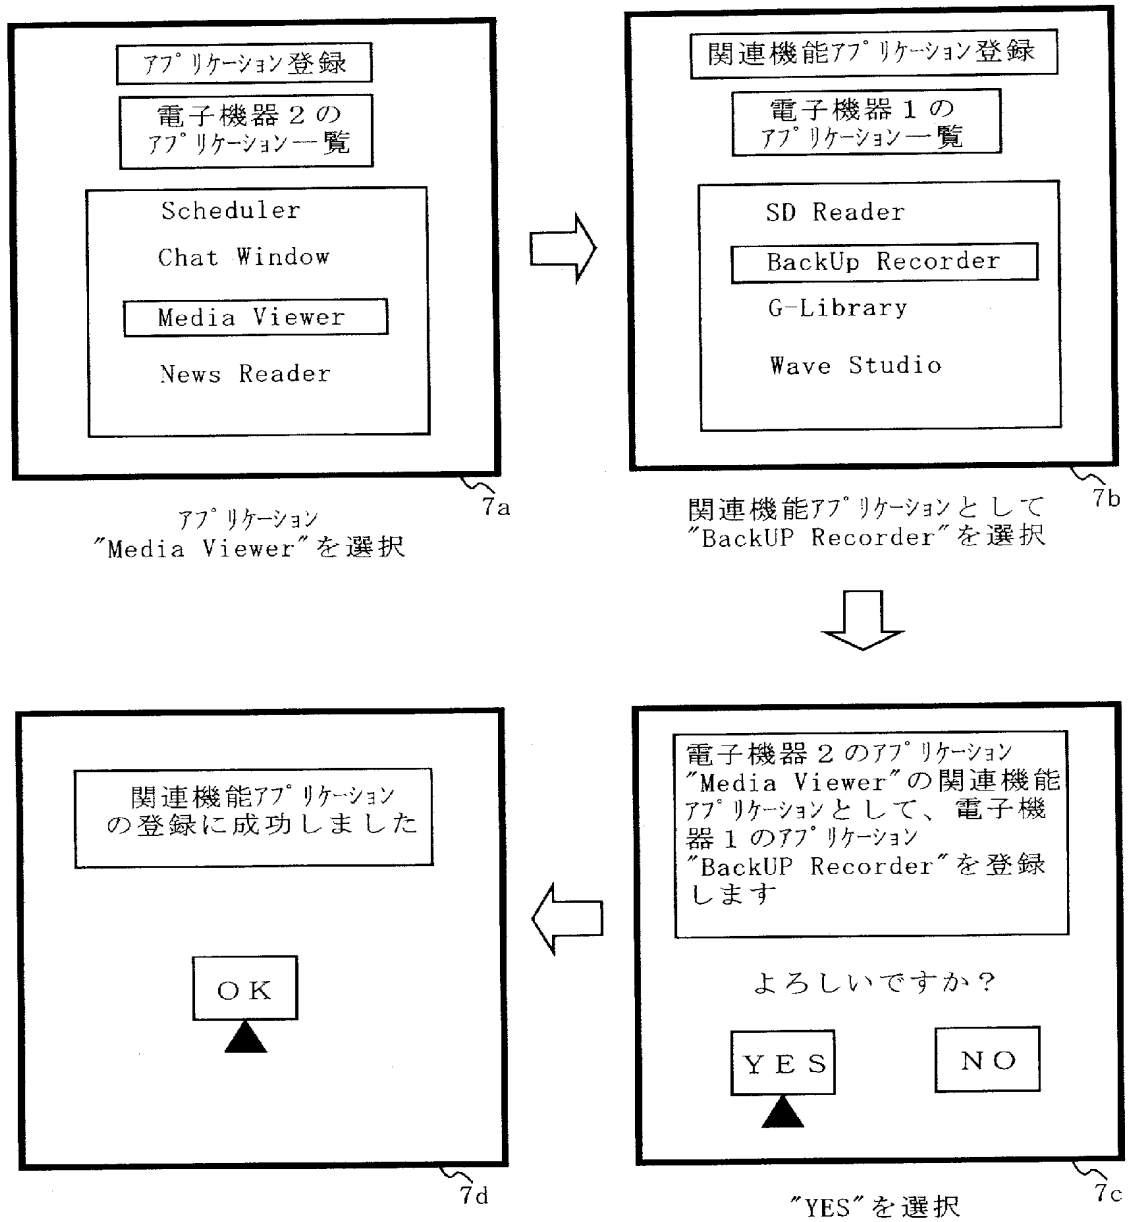 アプリケーション登録
電子機器２の
アプリケーション一覧
Scheduler
Chat Window
Media Viewer
News Reader
7a
アプリケーション
"Media Viewer"を選択
関連機能アプリケーション登録
電子機器１の
アプリケーション一覧
SD Reader
BackUp Recorder
G-Library
Wave Studio
7b
関連機能アプリケーションとして
"BackUP Recorder"を選択
電子機器２のアプリケーション
"Media Viewer"の関連機能
アプリケーションとして、電子機
器１のアプリケーション
"BackUP Recorder"を登録
します
よろしいですか？
ＹＥＳ
ＮＯ
7c
"YES"を選択
関連機能アプリケーション
の登録に成功しました
ＯＫ
7d